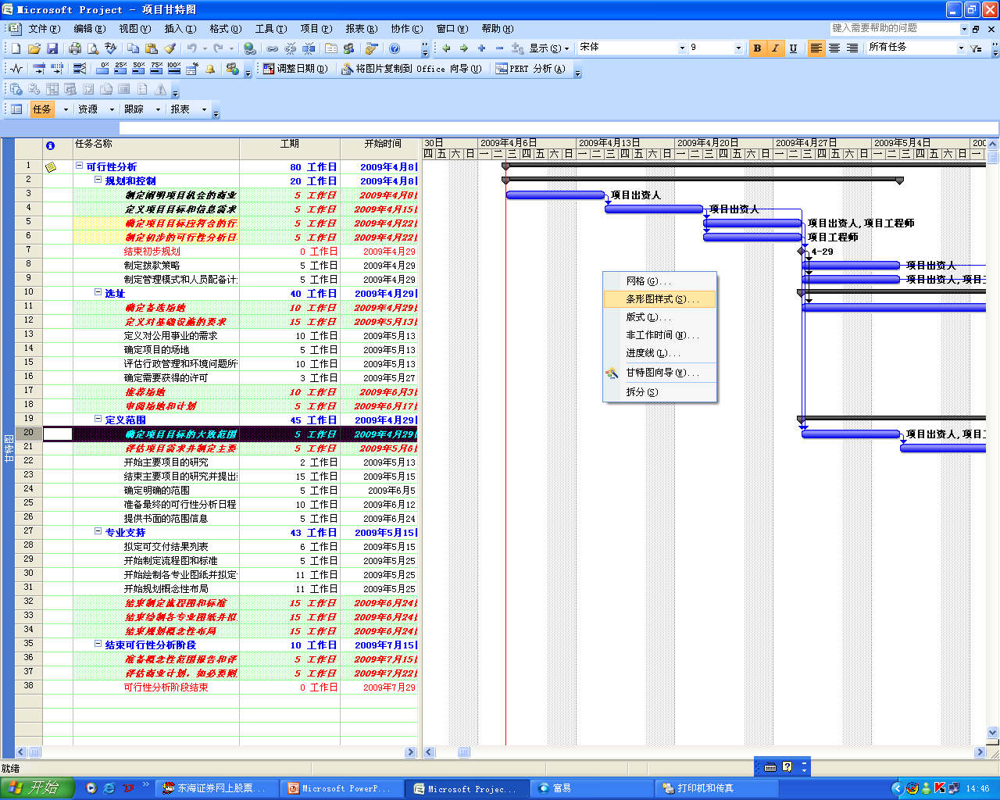 Microsoft Project - 项目甘特图
文件(F) 编辑(E) 视图(V) 插入(I) 格式(O) 工具(T) 项目(P) 报表(R) 协作(C) 窗口(W) 帮助(H) 键入需要帮助的问题
显示(S) 宋体 9 B I U 所有任务
0% 25% 50% 75% 100% 调整日期(D) 将图片复制到 Office 向导(U) PERT 分析(A)
任务 资源 跟踪 报表
任务名称 工期 开始时间 30日 2009年4月6日 2009年4月13日 2009年4月20日 2009年4月27日 2009年5月4日 200
四 五 六 日 一 二 三 四 五 六 日 一 二 三 四 五 六 日 一 二 三 四 五 六 日 一 二 三 四 五 六 日 一 二 三 四 五 六 日 一
1 可行性分析 80 工作日 2009年4月8日
2 规划和控制 20 工作日 2009年4月8日
3 制定阐明项目机会的商业 5 工作日 2009年4月8日 项目出资人
4 定义项目目标和信息需求 5 工作日 2009年4月15日 项目出资人
5 确定项目目标应符合的行 5 工作日 2009年4月22日 项目出资人,项目工程师
6 制定初步的可行性分析日 5 工作日 2009年4月22日 项目工程师
7 结束初步规划 0 工作日 2009年4月29 4-29
8 制定拨款策略 5 工作日 2009年4月29 项目出资人
9 制定管理模式和人员配备计 5 工作日 2009年4月29 项目出资人,项目工
10 选址 40 工作日 2009年4月29日
11 确定备选场地 10 工作日 2009年4月29日
12 定义对基础设施的要求 15 工作日 2009年5月13日
13 定义对公用事业的需求 10 工作日 2009年5月13
14 确定项目的场地 5 工作日 2009年5月13
15 评估行政管理和环境问题所 10 工作日 2009年5月13
16 确定需要获得的许可 3 工作日 2009年5月27
17 推荐场地 10 工作日 2009年6月3日
18 审阅场地和计划 5 工作日 2009年6月17日
19 定义范围 45 工作日 2009年4月29日
20 确定项目目标的大致范围 5 工作日 2009年4月29日 项目出资人,项目工
21 评估项目需求并制定主要 5 工作日 2009年5月6日
22 开始主要项目的研究 2 工作日 2009年5月13
23 结束主要项目的研究并提出 15 工作日 2009年5月15
24 确定明确的范围 5 工作日 2009年6月5
25 准备最终的可行性分析日程 10 工作日 2009年6月12
26 提供书面的范围信息 5 工作日 2009年6月24
27 专业支持 43 工作日 2009年5月15日
28 拟定可交付结果列表 6 工作日 2009年5月15
29 开始制定流程图和标准 5 工作日 2009年5月25
30 开始绘制各专业图纸并拟定 11 工作日 2009年5月25
31 开始规划概念性布局 11 工作日 2009年5月25
32 结束制定流程图和标准 15 工作日 2009年6月24日
33 结束绘制各专业图纸并拟 15 工作日 2009年6月24日
34 结束规划概念性布局 15 工作日 2009年6月24日
35 结束可行性分析阶段 10 工作日 2009年7月15日
36 准备概念性范围报告和评 5 工作日 2009年7月15日
37 评估商业计划,如必要则 5 工作日 2009年7月22日
38 可行性分析阶段结束 0 工作日 2009年7月29
网格(G)...
条形图样式(S)...
版式(L)...
非工作时间(N)...
进度线(L)...
甘特图向导(W)...
拆分(S)
甘特图
就绪
开始 东海证券网上股票... Microsoft PowerP... Microsoft Projec... 富易 打印机和传真 14:46